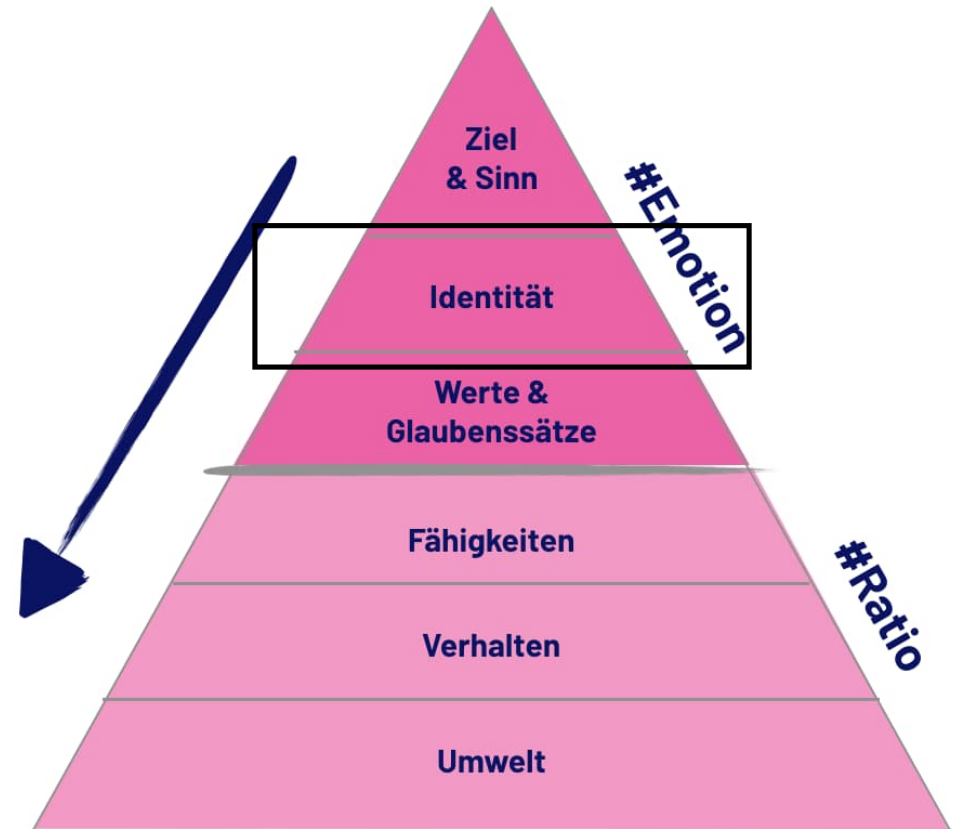 Ziel
& Sinn
#Emotion
Identität
Werte &
Glaubenssätze
Fähigkeiten
#Ratio
Verhalten
Umwelt